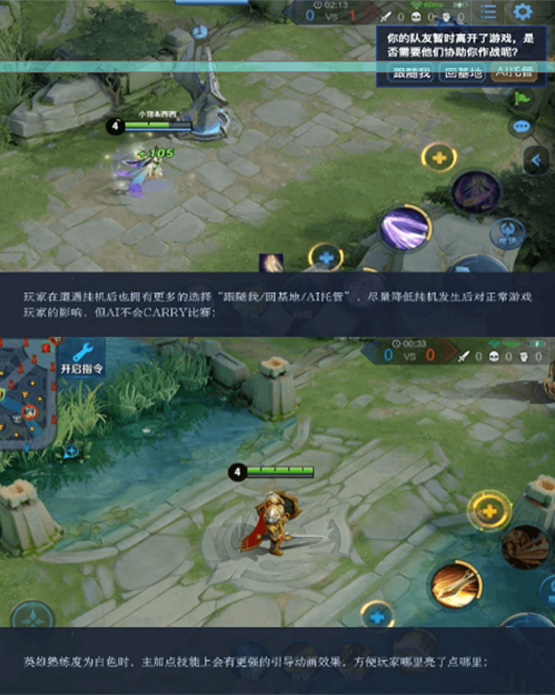 02:13
0 VS 1
0 0 0
你的队友暂时离开了游戏，是
否需要他们协助你作战呢？
跟随我 回基地 AI托管
小猪&西西
4
105
玩家在遭遇挂机后也拥有更多的选择“跟随我/回基地/AI托管”，尽量降低挂机发生后对正常游戏
玩家的影响，但AI不会CARRY比赛；
00:33
0 VS 0
0 0 0
开启指令
4
英雄熟练度为白色时，主加点技能上会有更强的引导动画效果，方便玩家哪里亮了点哪里；